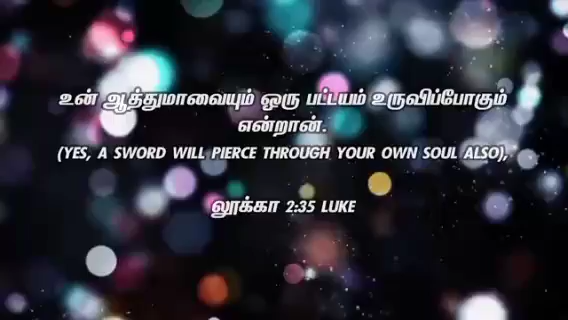 உன் ஆத்துமாவையும் ஒரு பட்டயம் உருவிப்போகும்
என்றான்.
(YES, A SWORD WILL PIERCE THROUGH YOUR OWN SOUL ALSO),
லூக்கா 2:35 LUKE